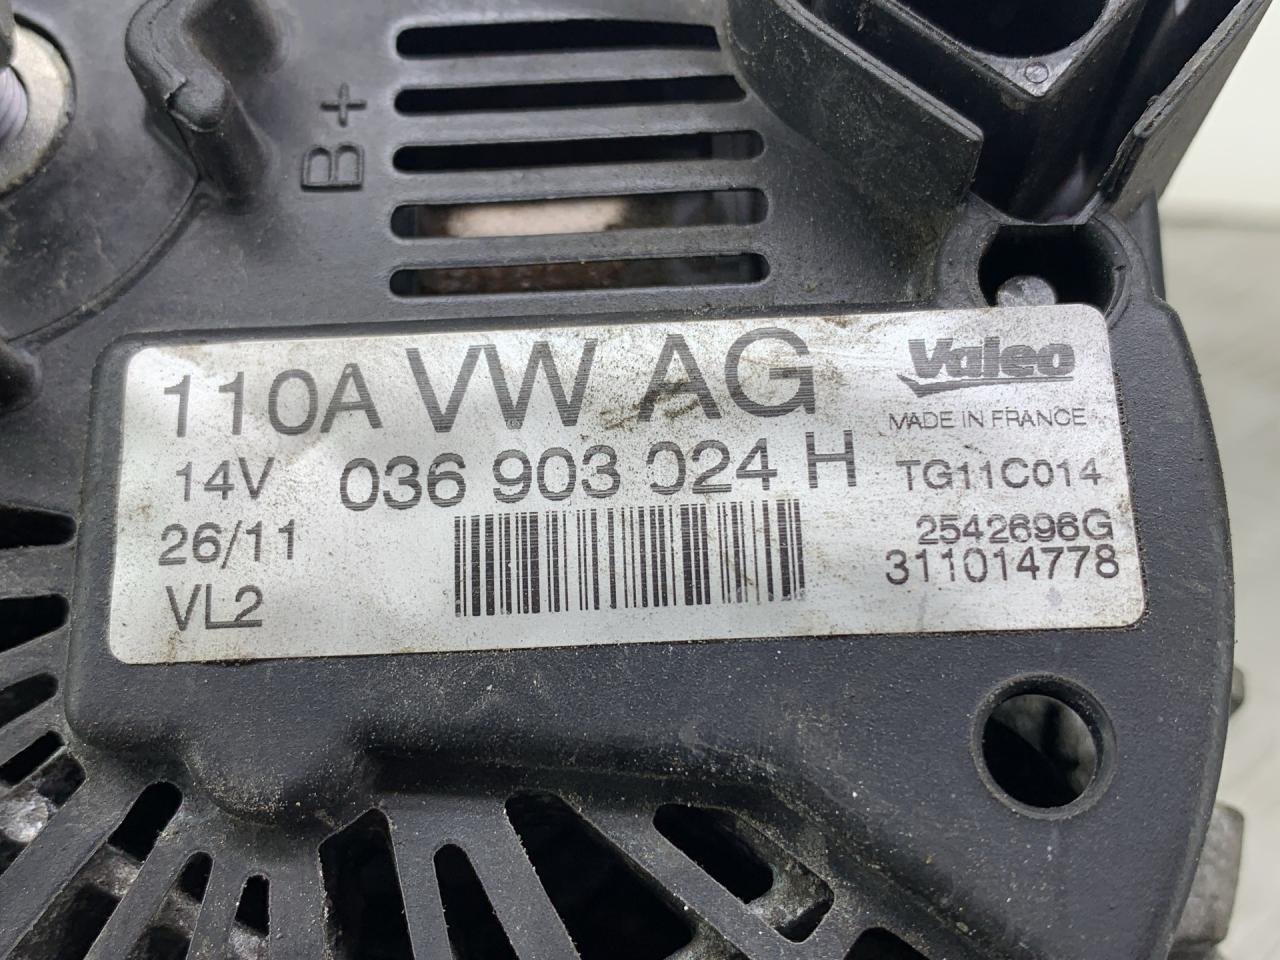 B+
110A VW AG Valeo
MADE IN FRANCE
14V 036 903 024 H TG11C014
26/11 2542696G
311014778
VL2